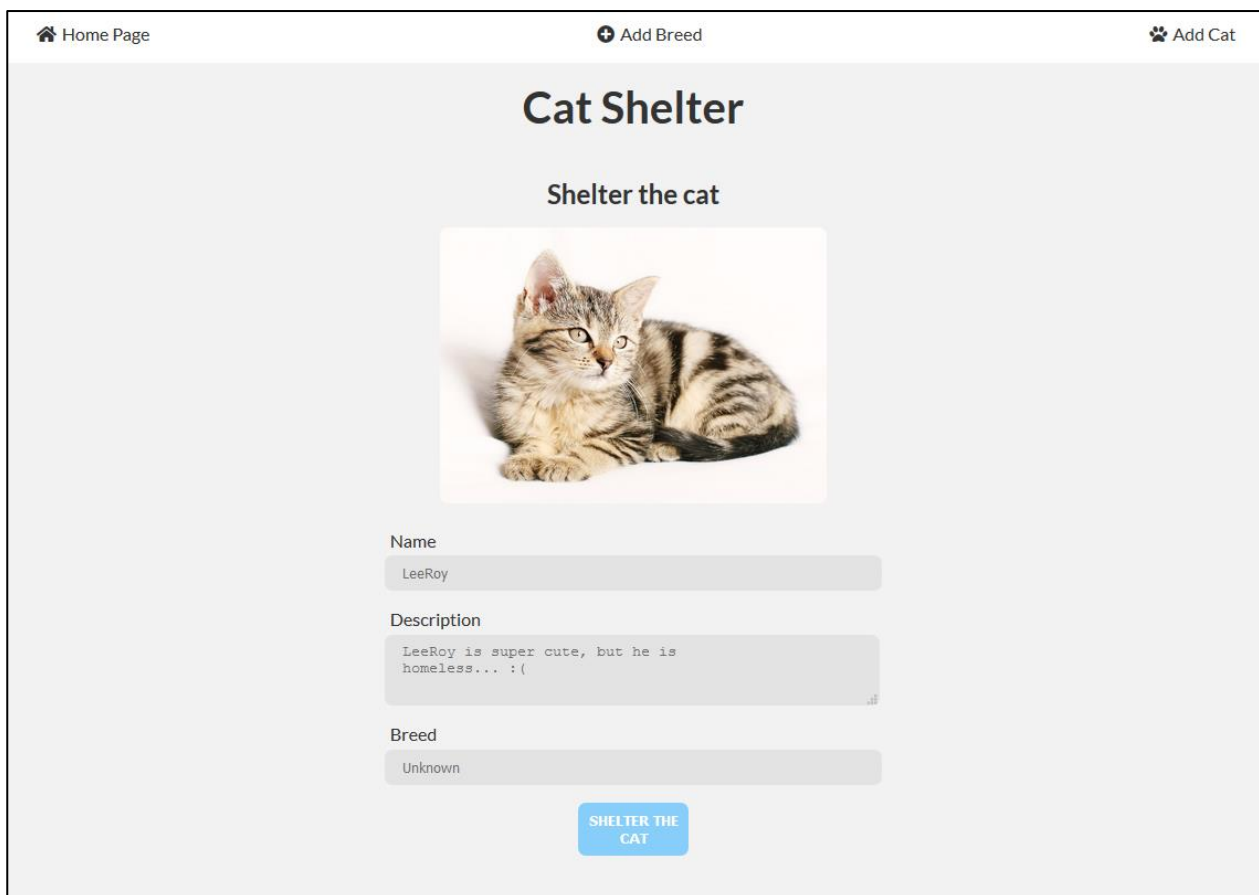 Home Page
Add Breed
Add Cat
Cat Shelter
Shelter the cat
Name
LeeRoy
Description
LeeRoy is super cute, but he is
homeless... :(
Breed
Unknown
SHELTER THE
CAT